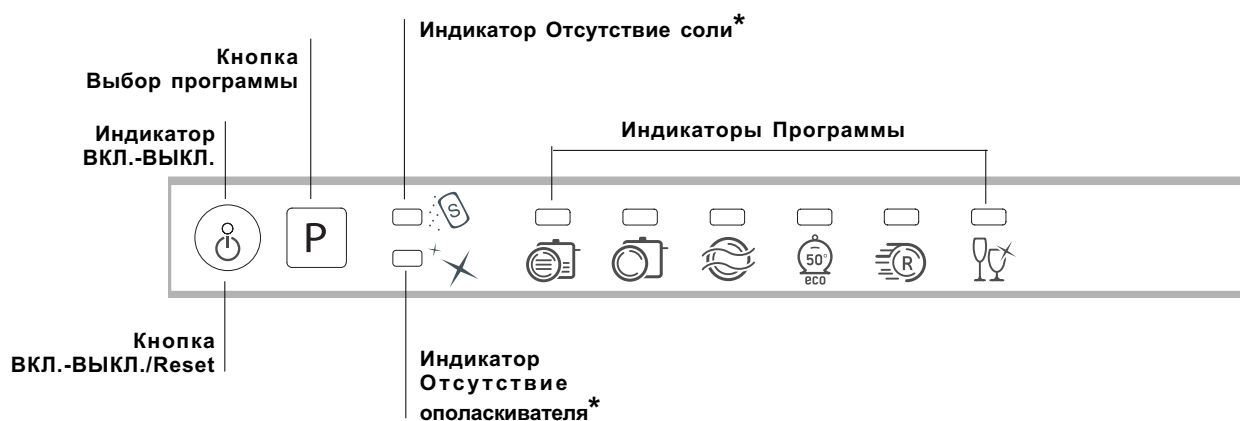 Индикатор Отсутствие соли*
Кнопка
Выбор программы
Индикатор
ВКЛ.-ВЫКЛ.
Индикаторы Программы
P
S
50°
eco
R
Кнопка
ВКЛ.-ВЫКЛ./Reset
Индикатор
Отсутствие
ополаскивателя*